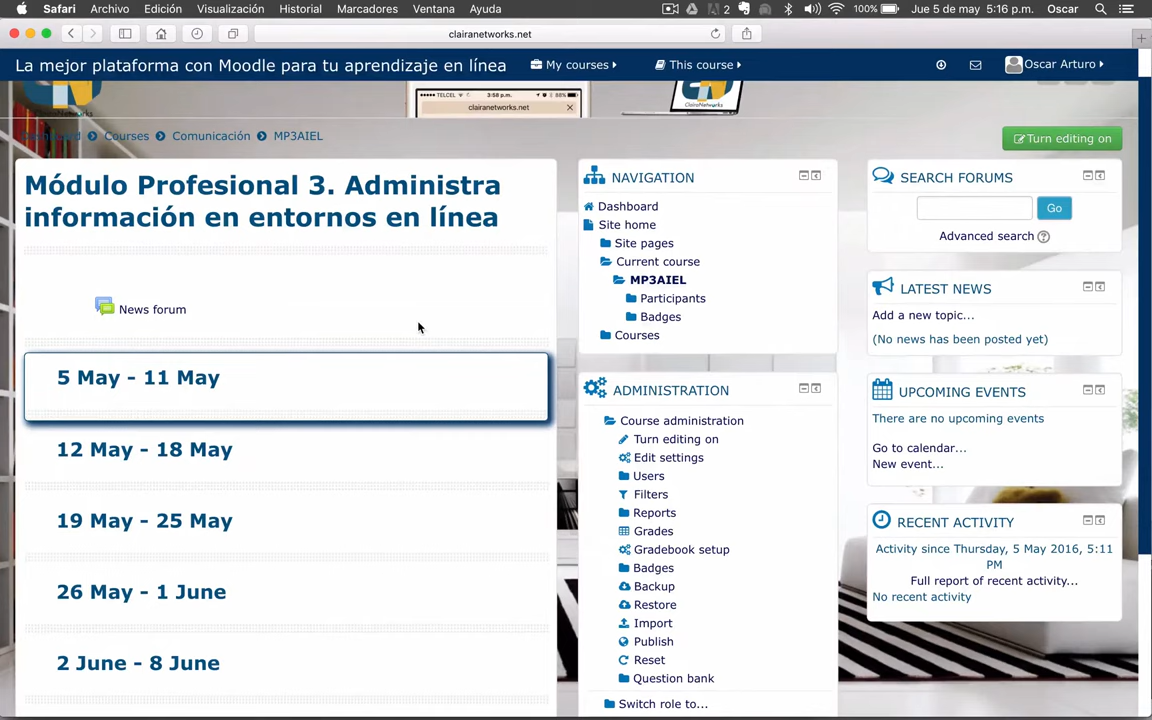 Safari Archivo Edición Visualización Historial Marcadores Ventana Ayuda 2 100% Jue 5 de may 5:16 p.m. Oscar
clairanetworks.net
La mejor plataforma con Moodle para tu aprendizaje en línea My courses This course Oscar Arturo
TELCEL 3:58 p.m.
clairanetworks.net
Courses Comunicación MP3AIEL
Turn editing on
Módulo Profesional 3. Administra
información en entornos en línea
News forum
5 May - 11 May
12 May - 18 May
19 May - 25 May
26 May - 1 June
2 June - 8 June
NAVIGATION
Dashboard
Site home
Site pages
Current course
MP3AIEL
Participants
Badges
Courses
ADMINISTRATION
Course administration
Turn editing on
Edit settings
Users
Filters
Reports
Grades
Gradebook setup
Badges
Backup
Restore
Import
Publish
Reset
Question bank
Switch role to...
SEARCH FORUMS
Go
Advanced search
LATEST NEWS
Add a new topic...
(No news has been posted yet)
UPCOMING EVENTS
There are no upcoming events
Go to calendar...
New event...
RECENT ACTIVITY
Activity since Thursday, 5 May 2016, 5:11
PM
Full report of recent activity...
No recent activity